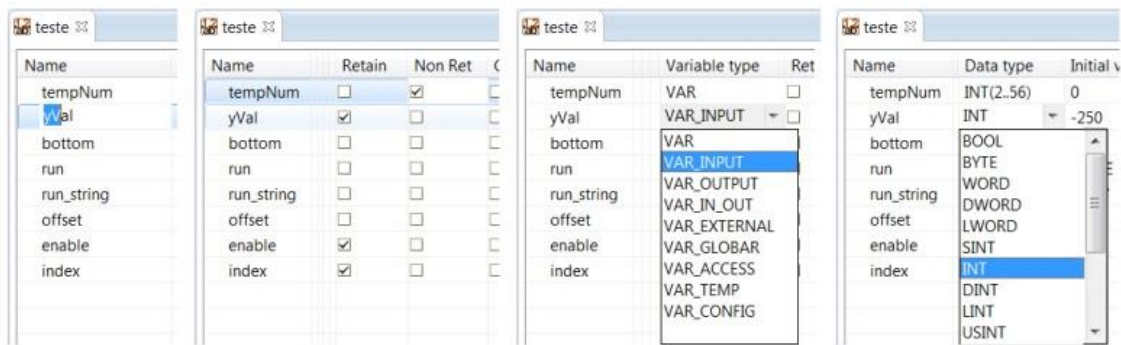 teste
Name
tempNum
yVal
bottom
run
run_string
offset
enable
index
teste
Name Retain Non Ret
tempNum
yVal
bottom
run
run_string
offset
enable
index
teste
Name Variable type Ret
tempNum VAR
yVal VAR_INPUT
bottom VAR
run VAR_INPUT
run_string VAR_OUTPUT
VAR_IN_OUT
offset VAR_EXTERNAL
enable VAR_GLOBAR
index VAR_ACCESS
VAR_TEMP
VAR_CONFIG
teste
Name Data type Initial v
tempNum INT(2..56) 0
yVal INT -250
bottom BOOL
run BYTE
run_string WORD
DWORD
offset LWORD
enable SINT
index INT
DINT
LINT
USINT